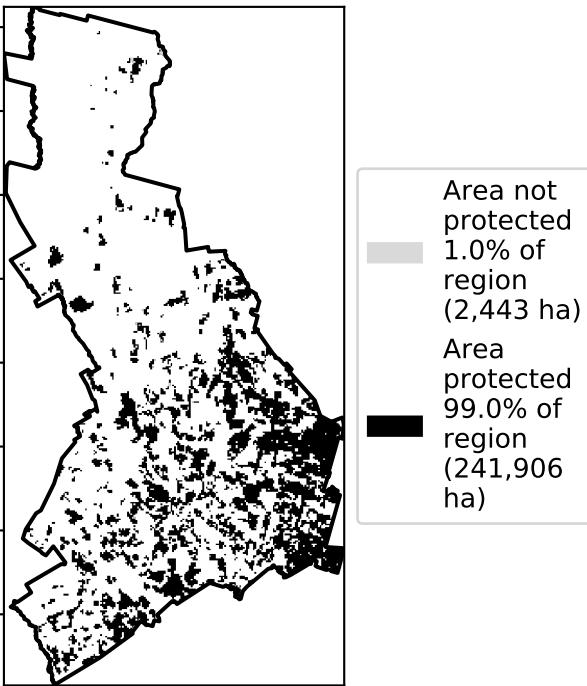 Area not
protected
1.0% of
region
(2,443 ha)
Area
protected
99.0% of
region
(241,906
ha)